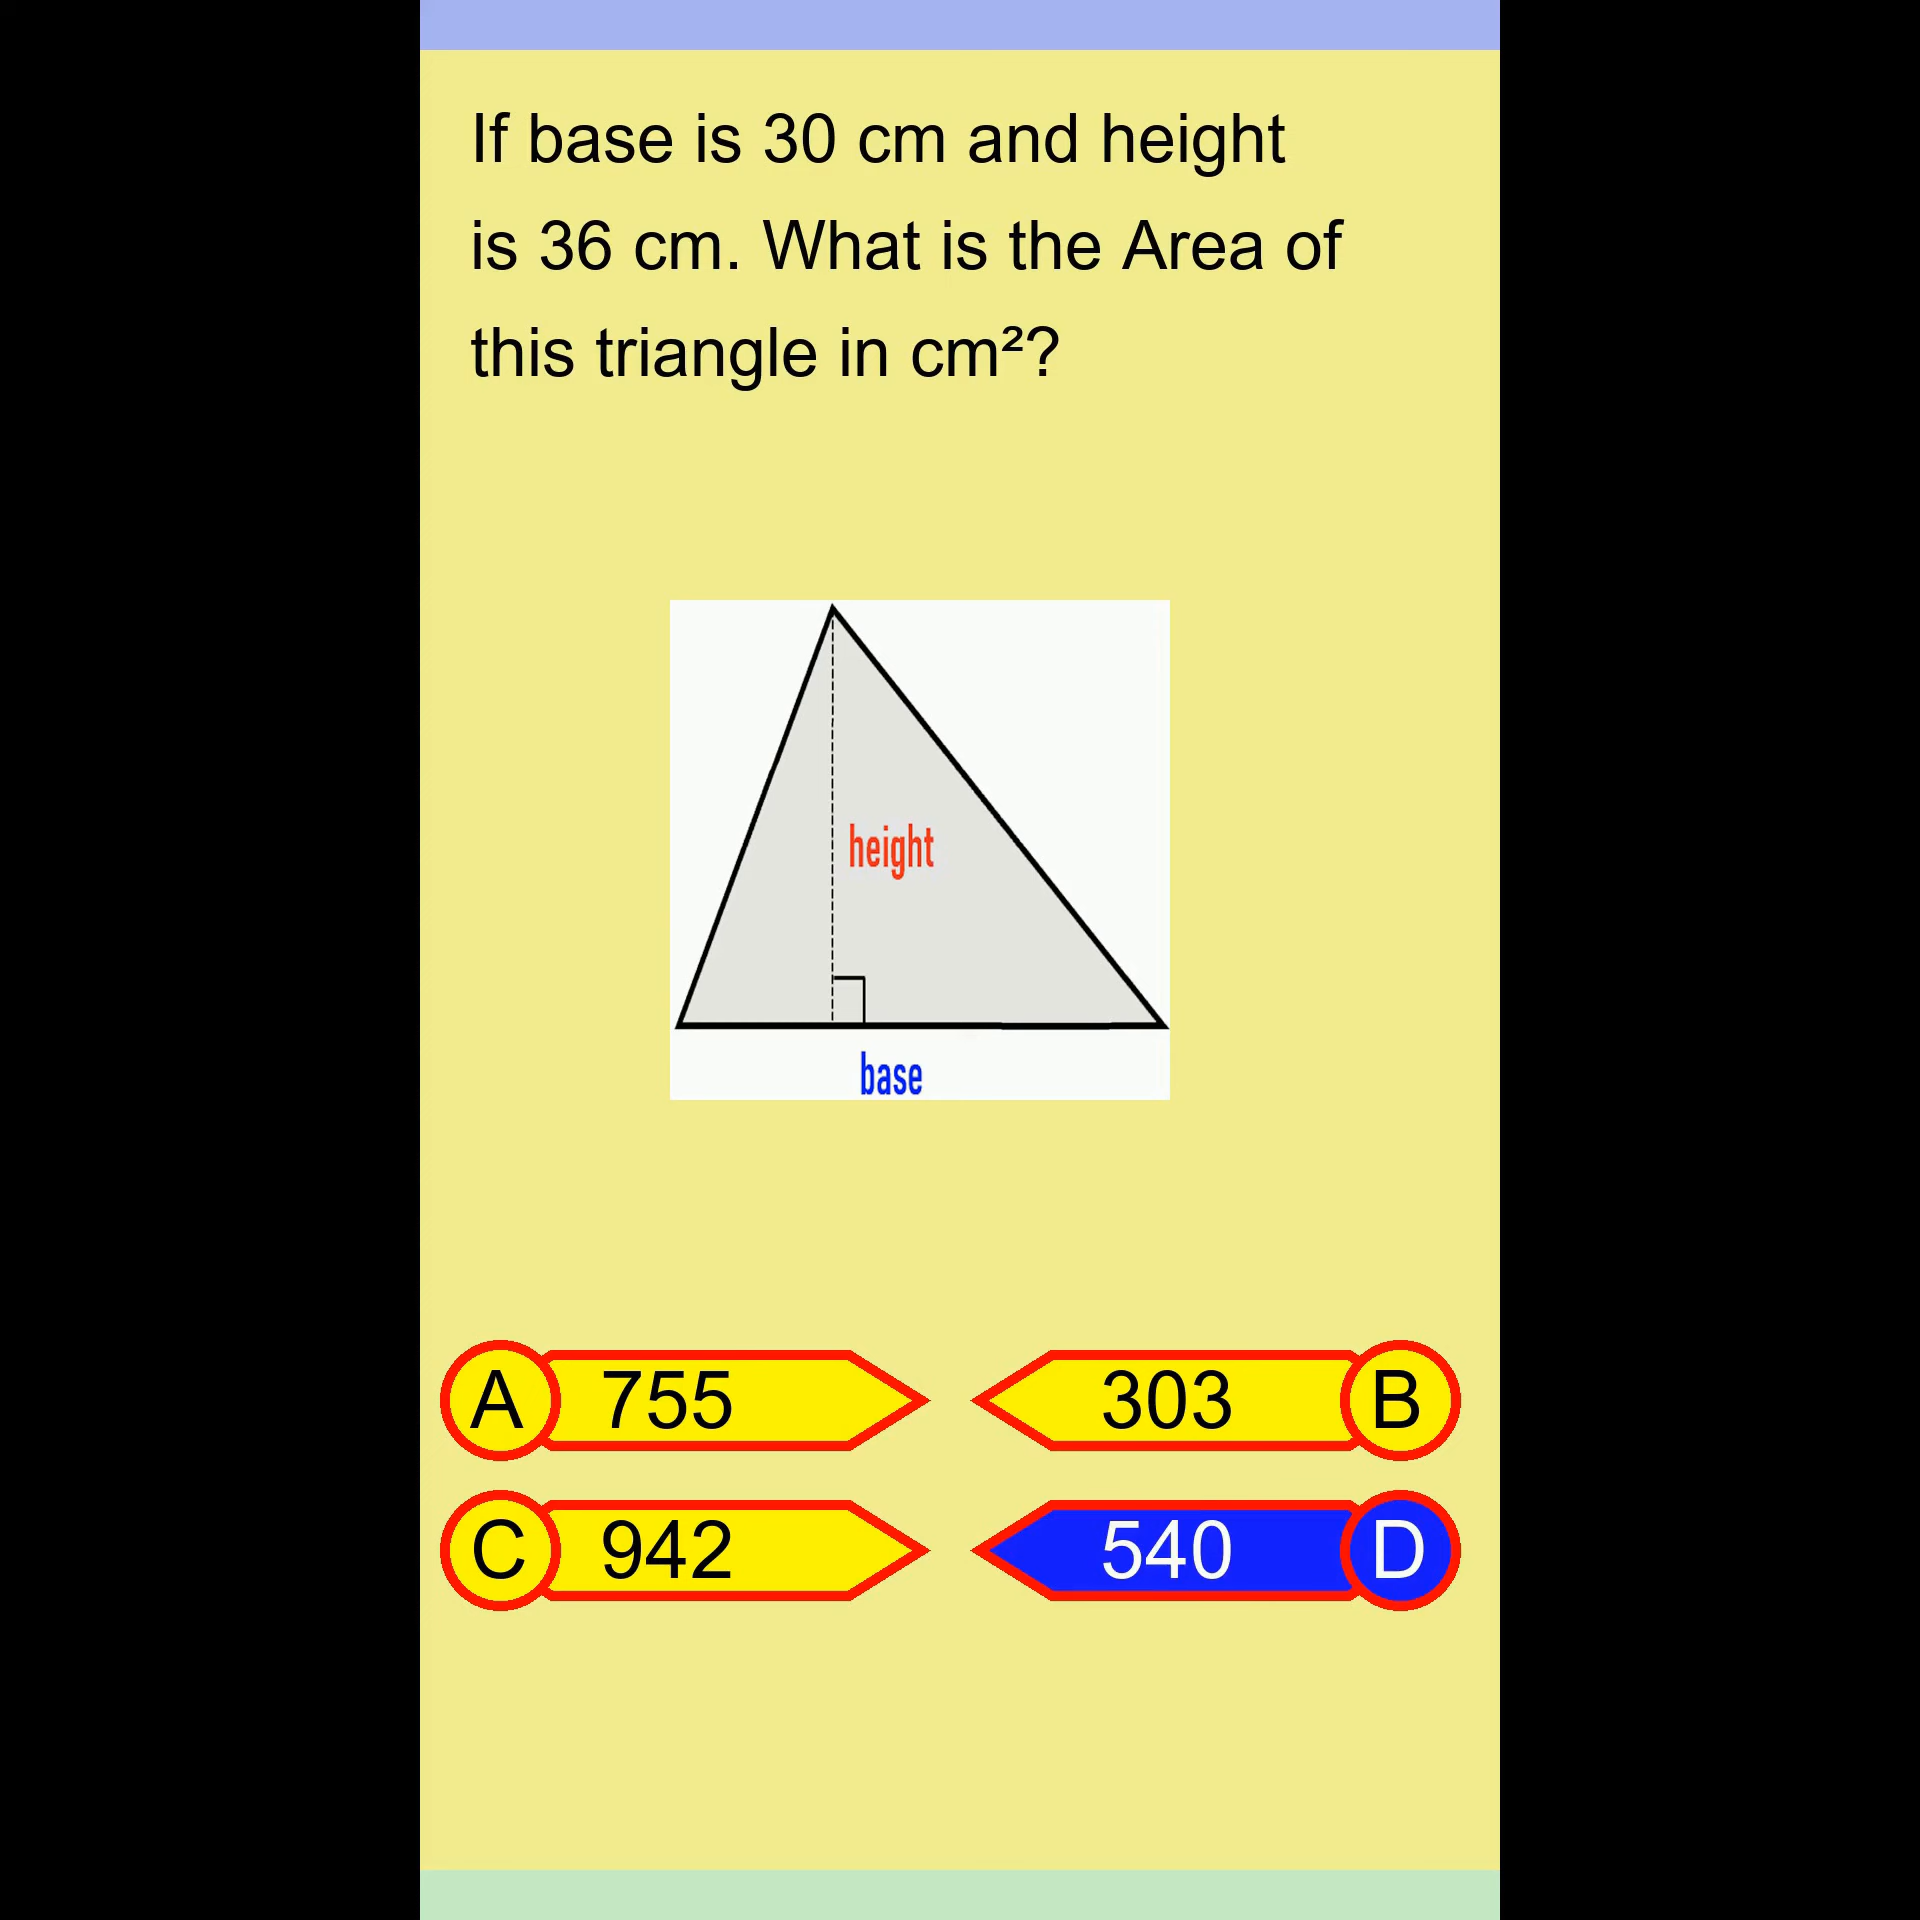 If base is 30 cm and height
is 36 cm. What is the Area of
this triangle in cm²?
height
base
A 755
303 B
C 942
540 D